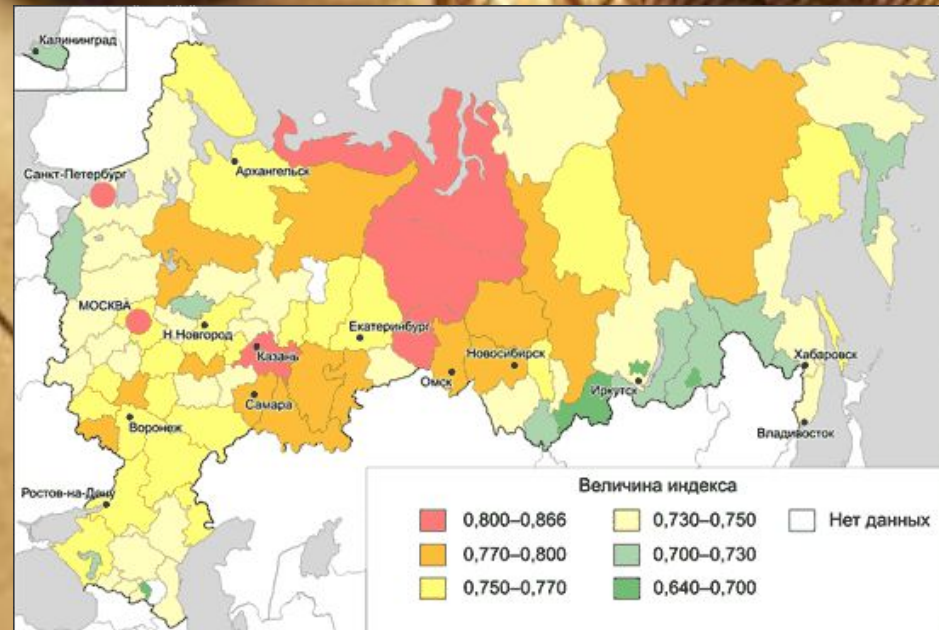 Калининград
Санкт-Петербург
Архангельск
МОСКВА
Н.Новгород
Екатеринбург
Казань
Новосибирск
Омск
Иркутск
Хабаровск
Самара
Воронеж
Владивосток
Ростов-на-Дону
Величина индекса
0,800–0,866
0,730–0,750
Нет данных
0,770–0,800
0,700–0,730
0,750–0,770
0,640–0,700